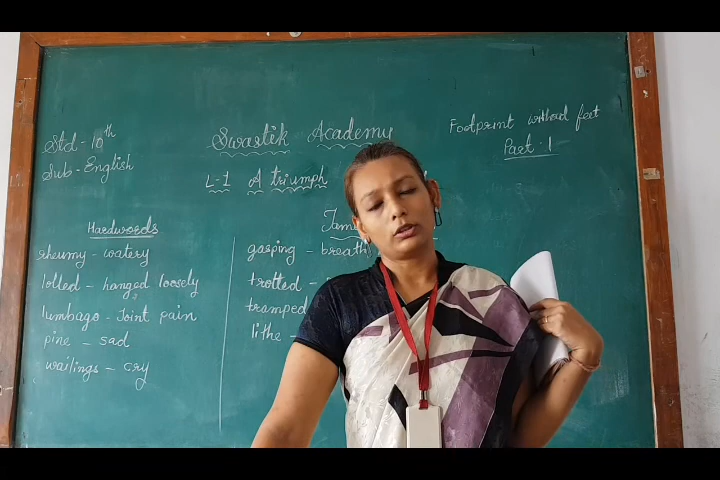 Std - 10th
Sub - English
Swastik Academy
Footprint without feet
Part - 1
L-1 A triumph
Hardwords
rheumy - watery
lolled - hanged loosely
lumbago - Joint pain
pine - sad
wailings - cry
gasping - breath
trotted -
tramped
lithe -